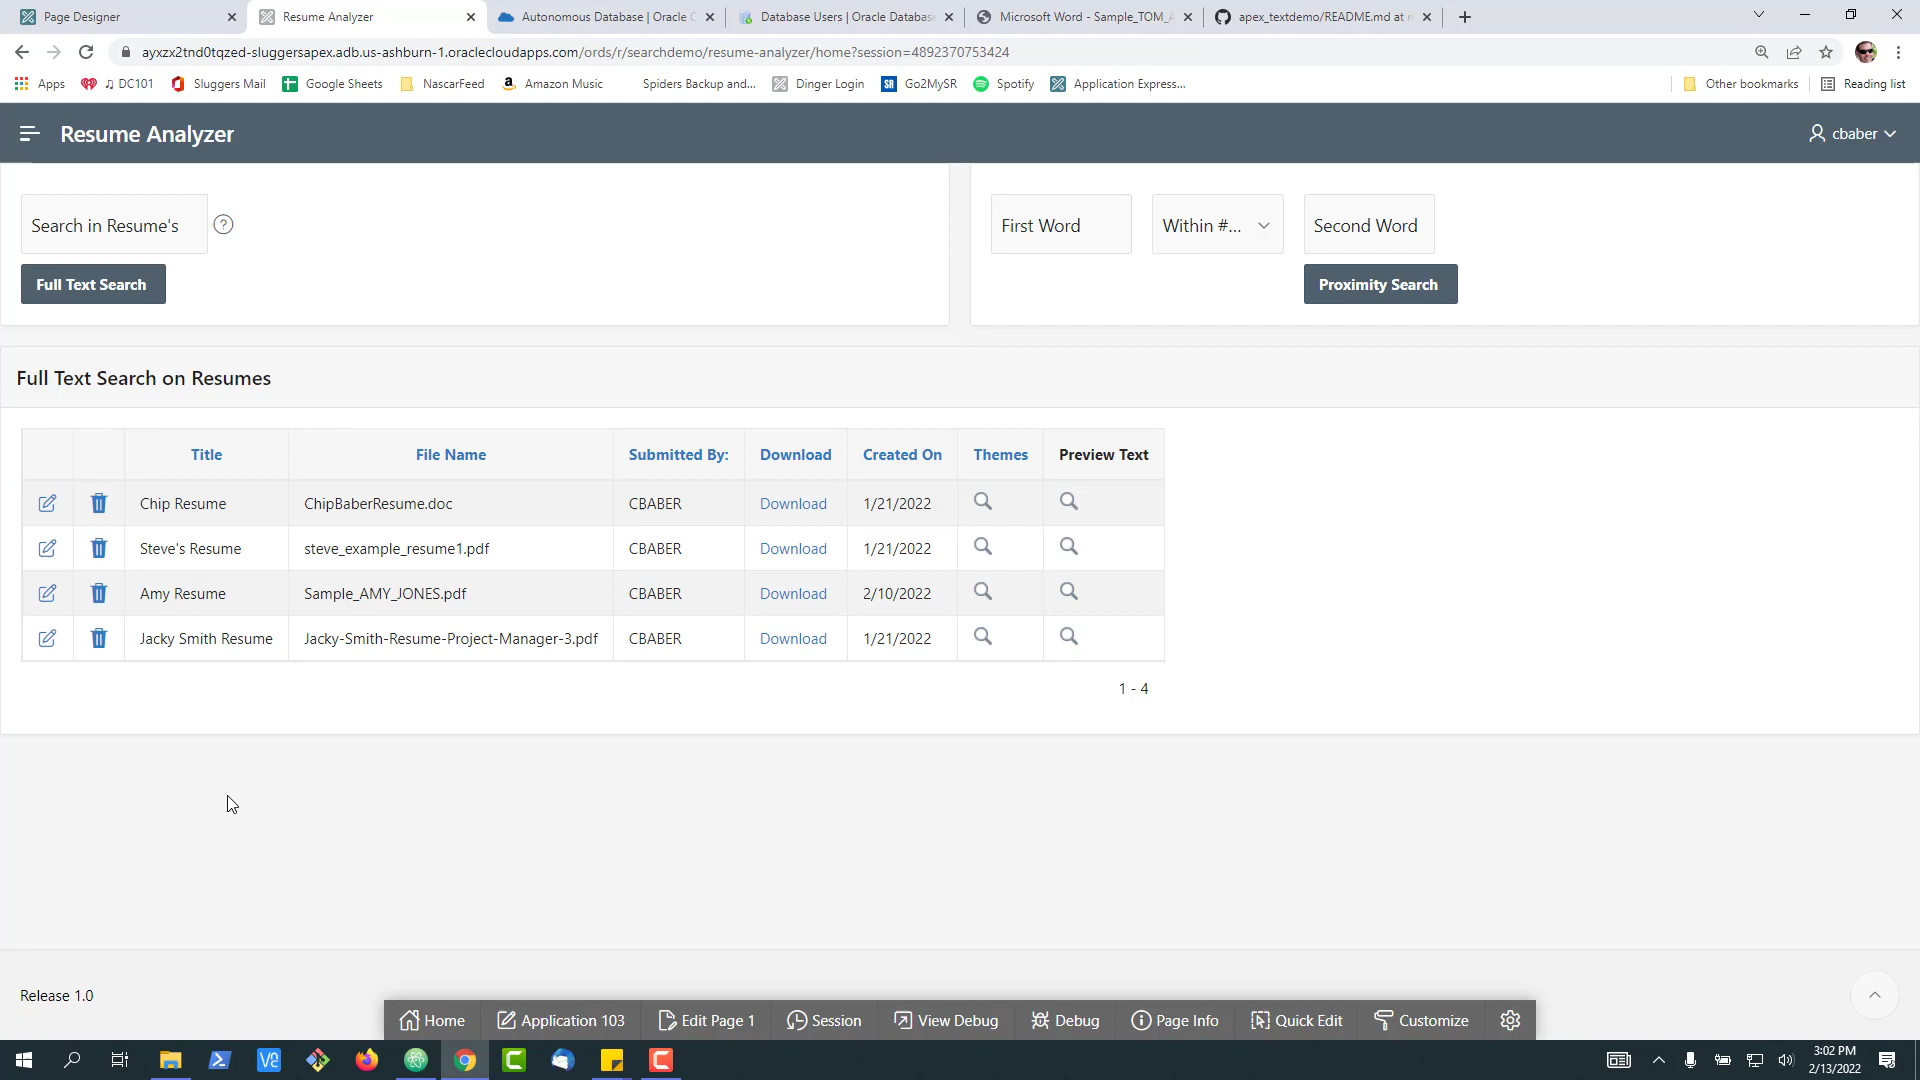 Page Designer
Resume Analyzer
Autonomous Database | Oracle C
Database Users | Oracle Databas
Microsoft Word - Sample_TOM_
apex_textdemo/README.md at
ayxzx2tnd0tqzed-sluggersapex.adb.us-ashburn-1.oraclecloudapps.com/ords/r/searchdemo/resume-analyzer/home?session=4892370753424
Apps
♫ DC101
Sluggers Mail
Google Sheets
NascarFeed
Amazon Music
Spiders Backup and...
Dinger Login
SR Go2MySR
Spotify
Application Express...
Other bookmarks
Reading list
Resume Analyzer
cbaber
Search in Resume's
?
First Word
Within #...
Second Word
Full Text Search
Proximity Search
Full Text Search on Resumes
Title File Name Submitted By: Download Created On Themes Preview Text
Chip Resume ChipBaberResume.doc CBABER Download 1/21/2022
Steve's Resume steve_example_resume1.pdf CBABER Download 1/21/2022
Amy Resume Sample_AMY_JONES.pdf CBABER Download 2/10/2022
Jacky Smith Resume Jacky-Smith-Resume-Project-Manager-3.pdf CBABER Download 1/21/2022
1 - 4
Release 1.0
Home
Application 103
Edit Page 1
Session
View Debug
Debug
Page Info
Quick Edit
Customize
3:02 PM
2/13/2022